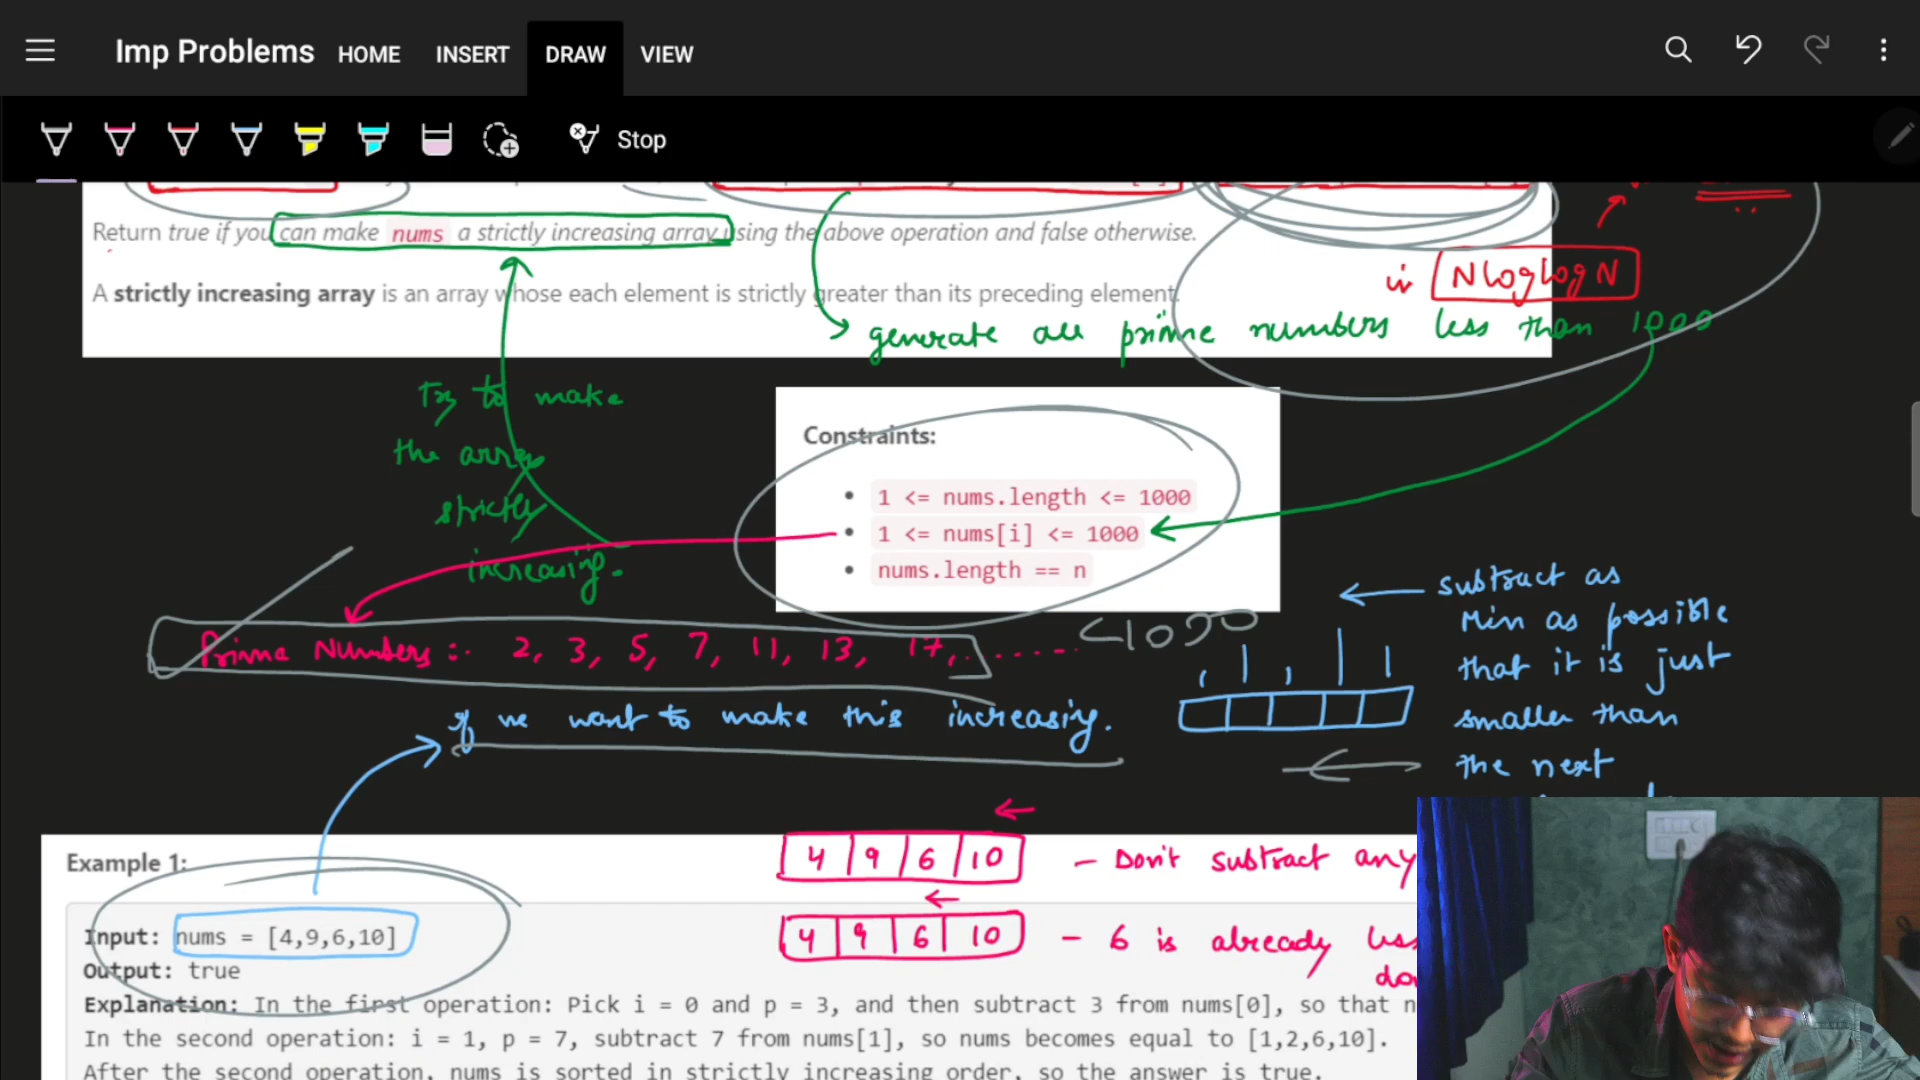 Imp Problems HOME INSERT DRAW VIEW
Stop
Return true if you can make nums a strictly increasing array using the above operation and false otherwise.
A strictly increasing array is an array whose each element is strictly greater than its preceding element.
in NloglogN
generate all prime numbers less than 1000
Try to make
the array
strictly
increasing.
Constraints:
1 <= nums.length <= 1000
1 <= nums[i] <= 1000
nums.length == n
Prime Numbers :- 2, 3, 5, 7, 11, 13, 17, ....... <1000
subtract as
Min as possible
that it is just
smaller than
the next
If we want to make this increasing.
Example 1:
Input: nums = [4,9,6,10]
Output: true
Explanation: In the first operation: Pick i = 0 and p = 3, and then subtract 3 from nums[0], so that n
In the second operation: i = 1, p = 7, subtract 7 from nums[1], so nums becomes equal to [1,2,6,10].
After the second operation, nums is sorted in strictly increasing order, so the answer is true.
4 9 6 10 - Don't subtract any
4 9 6 10 - 6 is already less